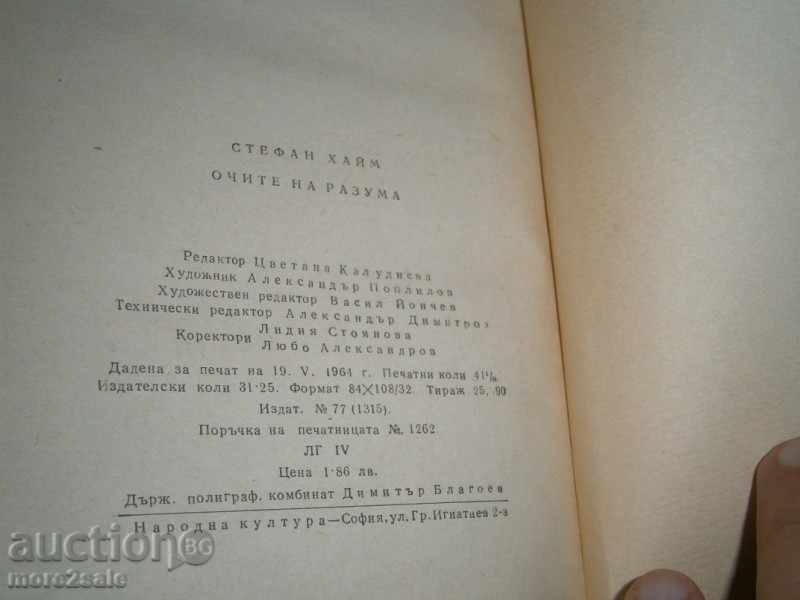 СТЕФАН ХАЙМ
ОЧИТЕ НА РАЗУМА
Редактор Цветана Калудиева
Художник Александър Поплилов
Художествен редактор Васил Йончев
Технически редактор Александър Димитров
Коректори Лидия Стоянова
Любо Александров
Дадена за печат на 19. V. 1964 г. Печатни коли
Издателски коли 31·25. Формат 84×108/32. Тираж
Издат. № 77 (1315).
Поръчка на печатницата № 1262
ЛГ IV
Цена 1·86 лв.
Държ. полиграф. комбинат Димитър Благоев
Народна култура — София, ул. Гр. Игнатиев 2-а
auction BG
more2sale